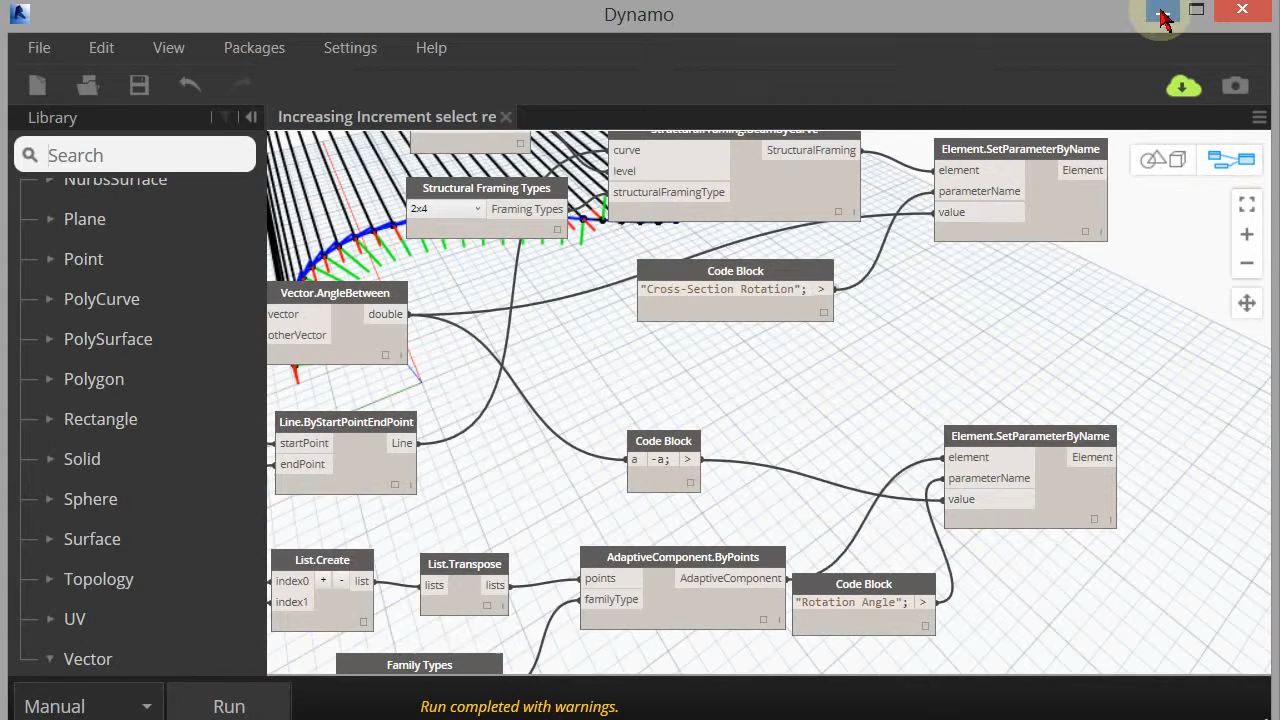 Dynamo
File Edit View Packages Settings Help
Library
Increasing Increment select re
Search
NurbsSurface
Plane
Point
PolyCurve
PolySurface
Polygon
Rectangle
Solid
Sphere
Surface
Topology
UV
Vector
StructuralFraming.BeamByCurve
curve StructuralFraming
level
structuralFramingType
Element.SetParameterByName
element Element
parameterName
value
Structural Framing Types
2x4 Framing Types
Code Block
"Cross-Section Rotation"; >
Vector.AngleBetween
vector double
otherVector
Line.ByStartPointEndPoint
startPoint Line
endPoint
Code Block
a -a; >
Element.SetParameterByName
element Element
parameterName
value
List.Create
index0 + - list
index1
List.Transpose
lists lists
AdaptiveComponent.ByPoints
points AdaptiveComponent
familyType
Code Block
"Rotation Angle"; >
Family Types
Manual
Run
Run completed with warnings.